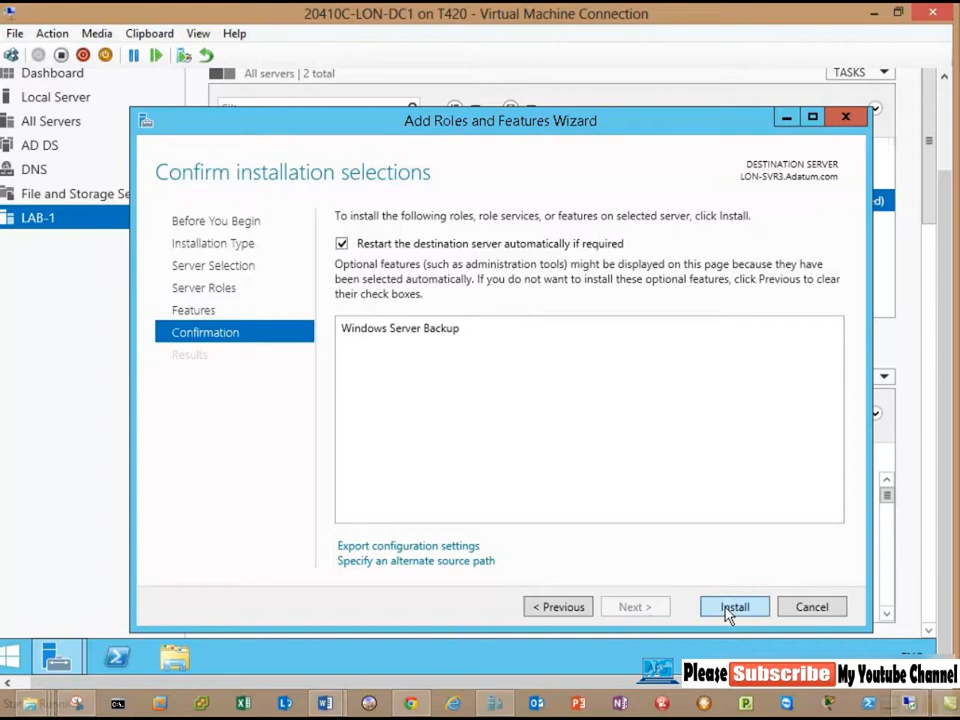 20410C-LON-DC1 on T420 - Virtual Machine Connection
File Action Media Clipboard View Help
Dashboard
All servers | 2 total
TASKS
Local Server
All Servers
AD DS
DNS
File and Storage Se
LAB-1
Add Roles and Features Wizard
Confirm installation selections
DESTINATION SERVER
LON-SVR3.Adatum.com
Before You Begin
Installation Type
Server Selection
Server Roles
Features
Confirmation
Results
To install the following roles, role services, or features on selected server, click Install.
Restart the destination server automatically if required
Optional features (such as administration tools) might be displayed on this page because they have
been selected automatically. If you do not want to install these optional features, click Previous to clear
their check boxes.
Windows Server Backup
Export configuration settings
Specify an alternate source path
< Previous
Next >
Install
Cancel
Please Subscribe My Youtube Channel